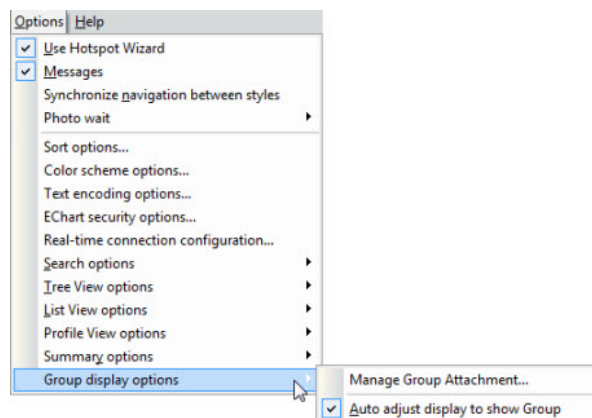 Options Help
Use Hotspot Wizard
Messages
Synchronize navigation between styles
Photo wait
Sort options...
Color scheme options...
Text encoding options...
EChart security options...
Real-time connection configuration...
Search options
Tree View options
List View options
Profile View options
Summary options
Group display options
Manage Group Attachment...
Auto adjust display to show Group